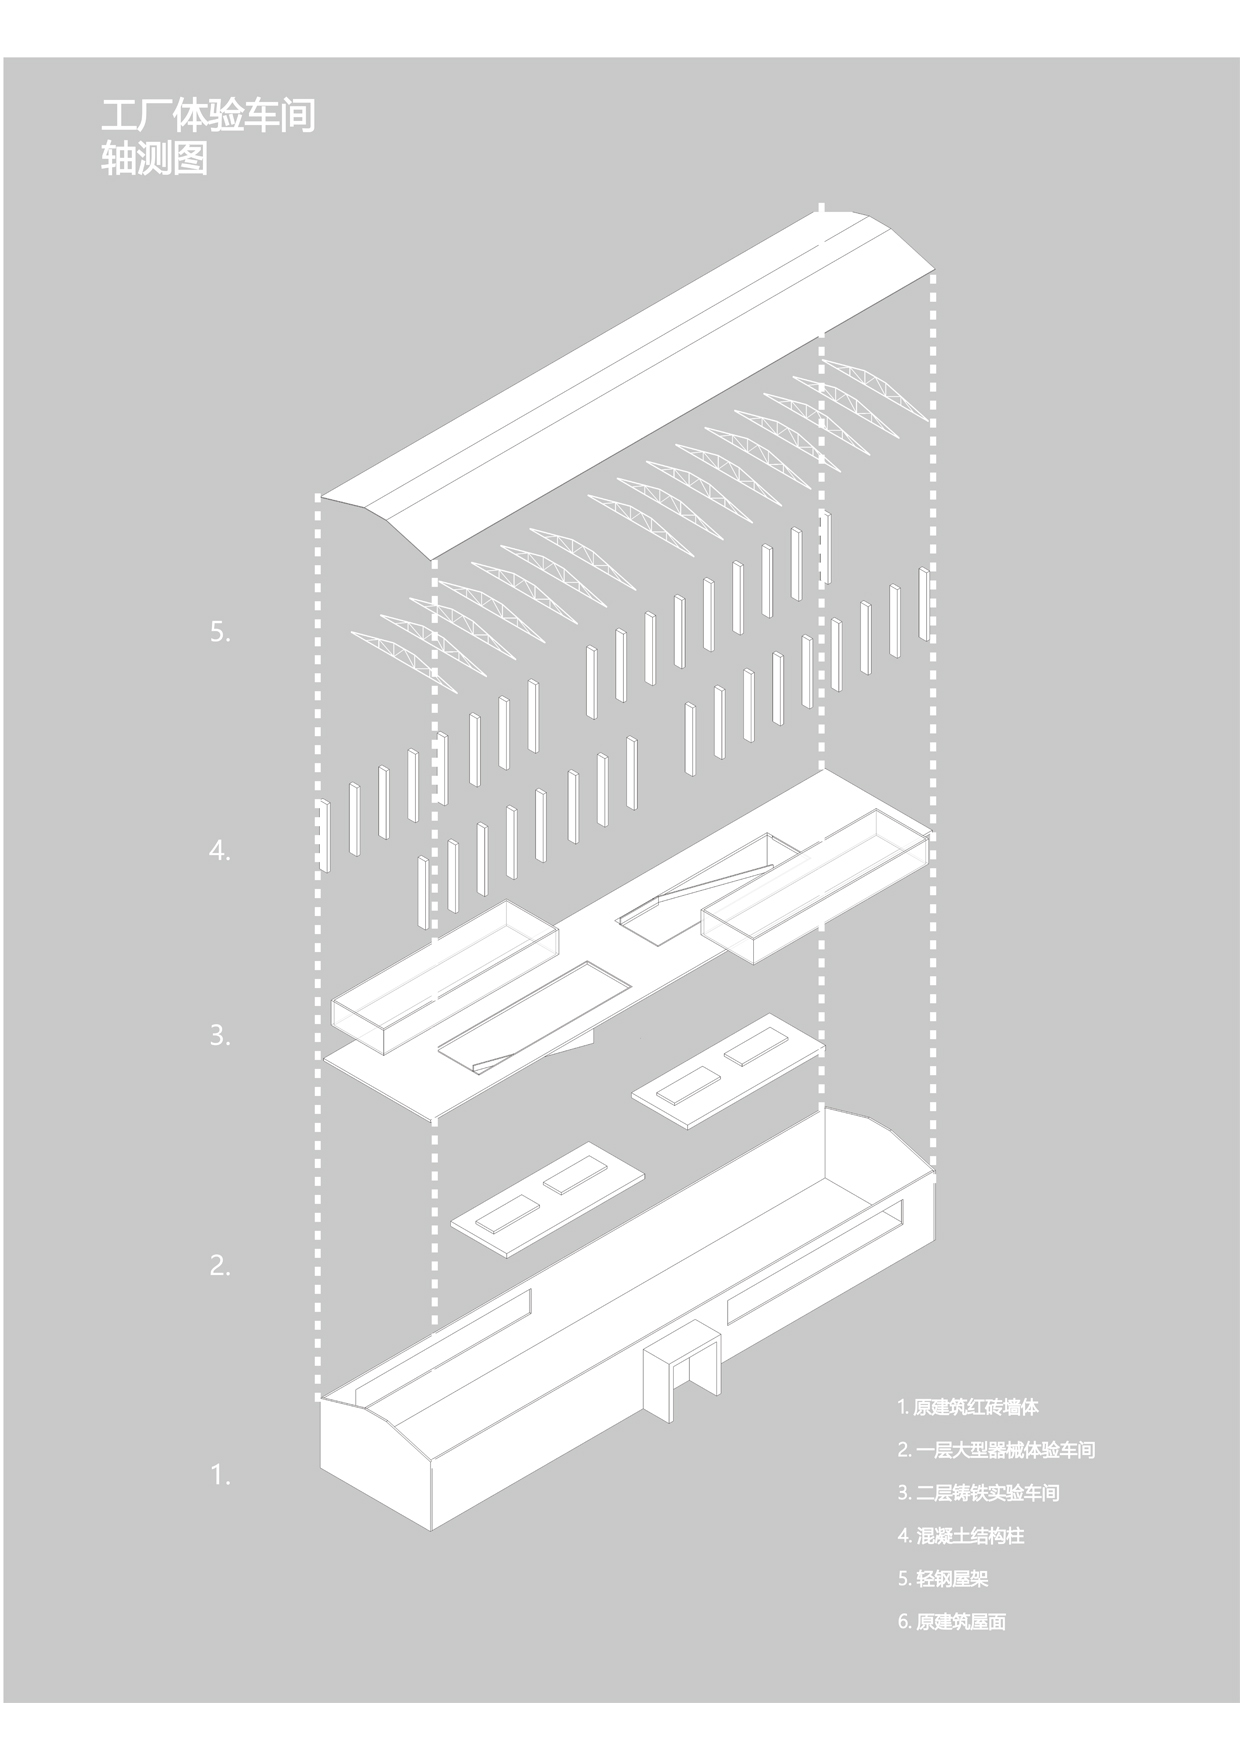 工厂体验车间
轴测图
5.
4.
3.
2.
1.
1. 原建筑红砖墙体
2. 一层大型器械体验车间
3. 二层铸铁实验车间
4. 混凝土结构柱
5. 轻钢屋架
6. 原建筑屋面